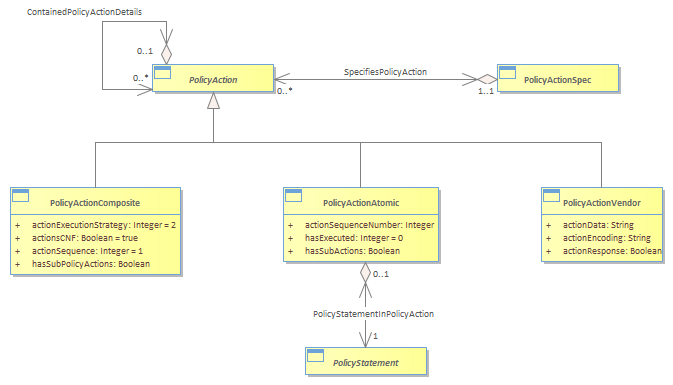 ContainedPolicyActionDetails
0..1
0..*
PolicyAction
0..*
SpecifiesPolicyAction
1..1
PolicyActionSpec
PolicyActionComposite
+ actionExecutionStrategy: Integer = 2
+ actionsCNF: Boolean = true
+ actionSequence: Integer = 1
+ hasSubPolicyActions: Boolean
PolicyActionAtomic
+ actionSequenceNumber: Integer
+ hasExecuted: Integer = 0
+ hasSubActions: Boolean
PolicyActionVendor
+ actionData: String
+ actionEncoding: String
+ actionResponse: Boolean
0..1
PolicyStatementInPolicyAction
1
PolicyStatement